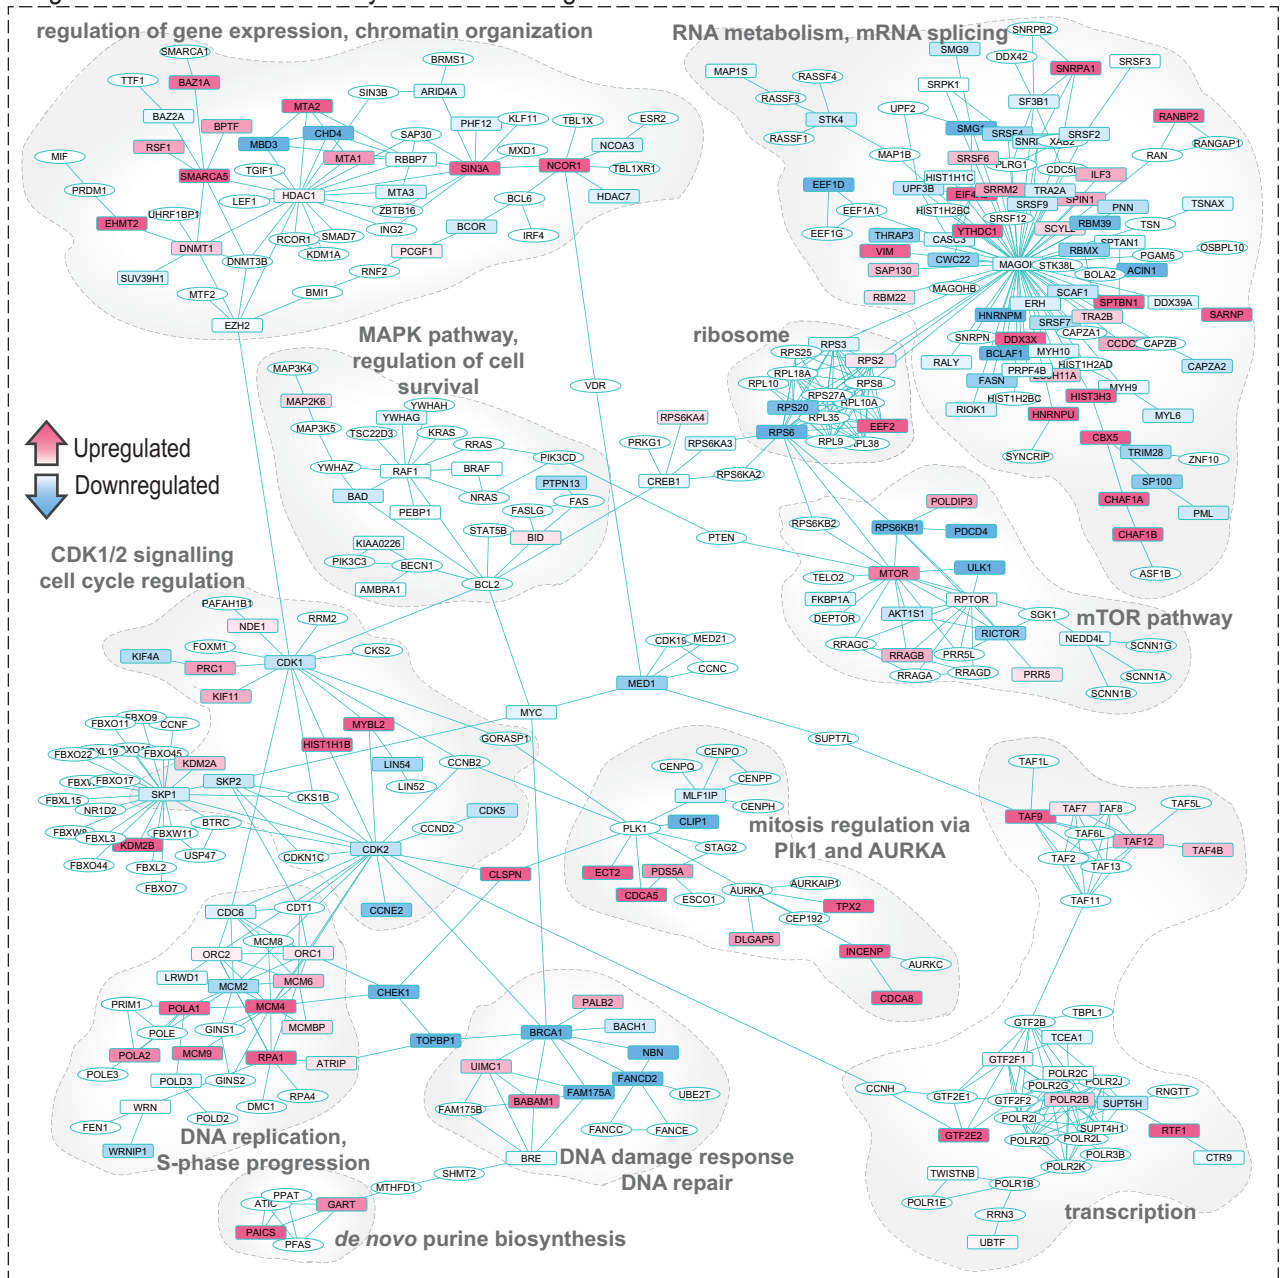 regulation of gene expression, chromatin organization
RNA metabolism, mRNA splicing
SMARCA1
TTF1
BAZ1A
BAZ2A
BPTF
RSF1
MIF
PRDM1
SMARCA5
EHMT2
UHRF1BP1
DNMT1
SUV39H1
MTF2
EZH2
DNMT3B
MTA2
MBD3
CHD4
TGIF1
LEF1
HDAC1
MTA1
SIN3B
BRMS1
ARID4A
PHF12
SAP30
RBBP7
MTA3
ZBTB16
ING2
SMAD7
RCOR1
KDM1A
RNF2
BMI1
PCGF1
BCOR
BCL6
IRF4
SIN3A
MXD1
KLF11
NCOR1
TBL1X
ESR2
NCOA3
TBL1XR1
HDAC7
SNRPB2
SMG9
DDX42
SNRPA1
SRSF3
MAP1S
RASSF4
RASSF3
STK4
RASSF1
SRPK1
SF3B1
UPF2
SMG1
SRSF4
XAB2
SRSF2
MAP1B
SRSF6
PLRG1
CDC5L
RANBP2
RAN
RANGAP1
ILF3
EEF1D
HIST1H1C
UPF3B
SRRM2
TRA2A
SRSF9
SPIN1
PNN
TSNAX
EEF1A1
HIST1H2BC
SRSF12
RBM39
TSN
EEF1G
THRAP3
YTHDC1
CASC3
SPTAN1
OSBPL10
VIM
CWC22
RBMX
PGAM5
SAP130
STK38L
BOLA2
ACIN1
RBM22
MAGOHB
SCAF1
ERH
SPTBN1
DDX39A
SARNP
HNRNPM
SRSF7
TRA2B
SNRPN
DDX3X
CAPZA1
CAPZB
RALY
BCLAF1
MYH10
HIST1H2AD
CAPZA2
FASN
PRPF4B
MYH9
RIOK1
HIST1H2BC
HIST3H3
HNRNPU
MYL6
SYNCRIP
CBX5
TRIM28
ZNF10
SP100
CHAF1A
PML
CHAF1B
ASF1B
MAPK pathway,
regulation of cell
survival
MAP3K4
MAP2K6
MAP3K5
YWHAH
YWHAG
TSC22D3
KRAS
RRAS
YWHAZ
RAF1
BRAF
PIK3CD
BAD
NRAS
PTPN13
PEBP1
FASLG
FAS
STAT5B
KIAA0226
BID
PIK3C3
BECN1
AMBRA1
BCL2
Upregulated
Downregulated
VDR
RPS6KA4
PRKG1
RPS6KA3
CREB1
RPS6KA2
PTEN
ribosome
RPS3
RPS25
RPS2
RPL18A
RPL10
RPS8
RPS27A
RPL10A
RPS20
RPL35
RPS6
EEF2
RPL9
RPL38
mTOR pathway
POLDIP3
RPS6KB2
RPS6KB1
PDCD4
MTOR
ULK1
TELO2
FKBP1A
RPTOR
AKT1S1
DEPTOR
SGK1
RICTOR
NEDD4L
SCNN1G
RRAGC
RRAGB
PRR5L
RRAGA
RRAGD
PRR5
SCNN1A
SCNN1B
CDK1/2 signalling
cell cycle regulation
PAFAH1B1
NDE1
RRM2
FOXM1
KIF4A
PRC1
CDK1
CKS2
KIF11
MYBL2
HIST1H1B
LIN54
LIN52
CCNB2
GORASP1
CDK5
CCND2
CDK2
CCNE2
CLSPN
FBXO9
FBXO11
CCNF
FBXO22
FBXO45
KDM2A
FBXO17
SKP2
SKP1
FBXL15
NR1D2
CKS1B
BTRC
FBXL3
FBXW11
KDM2B
USP47
FBXO44
FBXL2
FBXO7
CDKN1C
CDK19
MED21
CCNC
MED1
MYC
SUPT7L
mitosis regulation via
Plk1 and AURKA
CENPO
CENPQ
CENPP
MLF1IP
CENPH
PLK1
CLIP1
STAG2
ECT2
PDS5A
CDCA5
ESCO1
AURKA
AURKAIP1
TPX2
CEP192
DLGAP5
INCENP
AURKC
CDCA8
TAF1L
TAF9
TAF7
TAF8
TAF5L
TAF6L
TAF12
TAF4B
TAF2
TAF13
TAF11
CDC6
CDT1
MCM8
ORC2
ORC1
LRWD1
MCM2
MCM6
PRIM1
POLA1
MCM4
GINS1
MCMBP
POLE
POLA2
MCM9
RPA1
ATRIP
POLE3
POLD3
GINS2
RPA4
DMC1
WRN
POLD2
FEN1
WRNIP1
DNA replication,
S-phase progression
CHEK1
TOPBP1
PALB2
BRCA1
BACH1
NBN
UIMC1
FANCD2
FAM175A
UBE2T
BABAM1
FAM175B
FANCC
FANCE
BRE
DNA damage response
DNA repair
SHMT2
MTHFD1
PPAT
ATIC
GART
PAICS
PFAS
de novo purine biosynthesis
TBPL1
GTF2B
TCEA1
GTF2F1
POLR2C
POLR2G
POLR2J
CCNH
GTF2E1
GTF2F2
POLR2B
SUPT5H
RNGTT
POLR2I
SUPT4H1
GTF2E2
POLR2D
POLR2L
RTF1
POLR3B
CTR9
POLR2K
TWISTNB
POLR1B
POLR1E
RRN3
UBTF
transcription